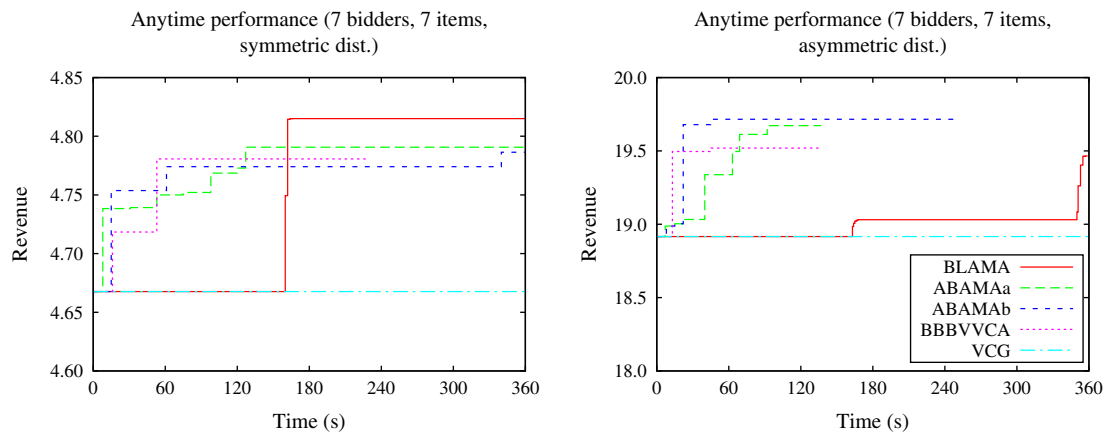 Anytime performance (7 bidders, 7 items,
symmetric dist.)
4.85
4.80
4.75
4.70
4.65
4.60
Revenue
0 60 120 180 240 300 360
Time (s)
Anytime performance (7 bidders, 7 items,
asymmetric dist.)
20.0
19.5
19.0
18.5
18.0
Revenue
0 60 120 180 240 300 360
Time (s)
BLAMA
ABAMAa
ABAMAb
BBBVVCA
VCG